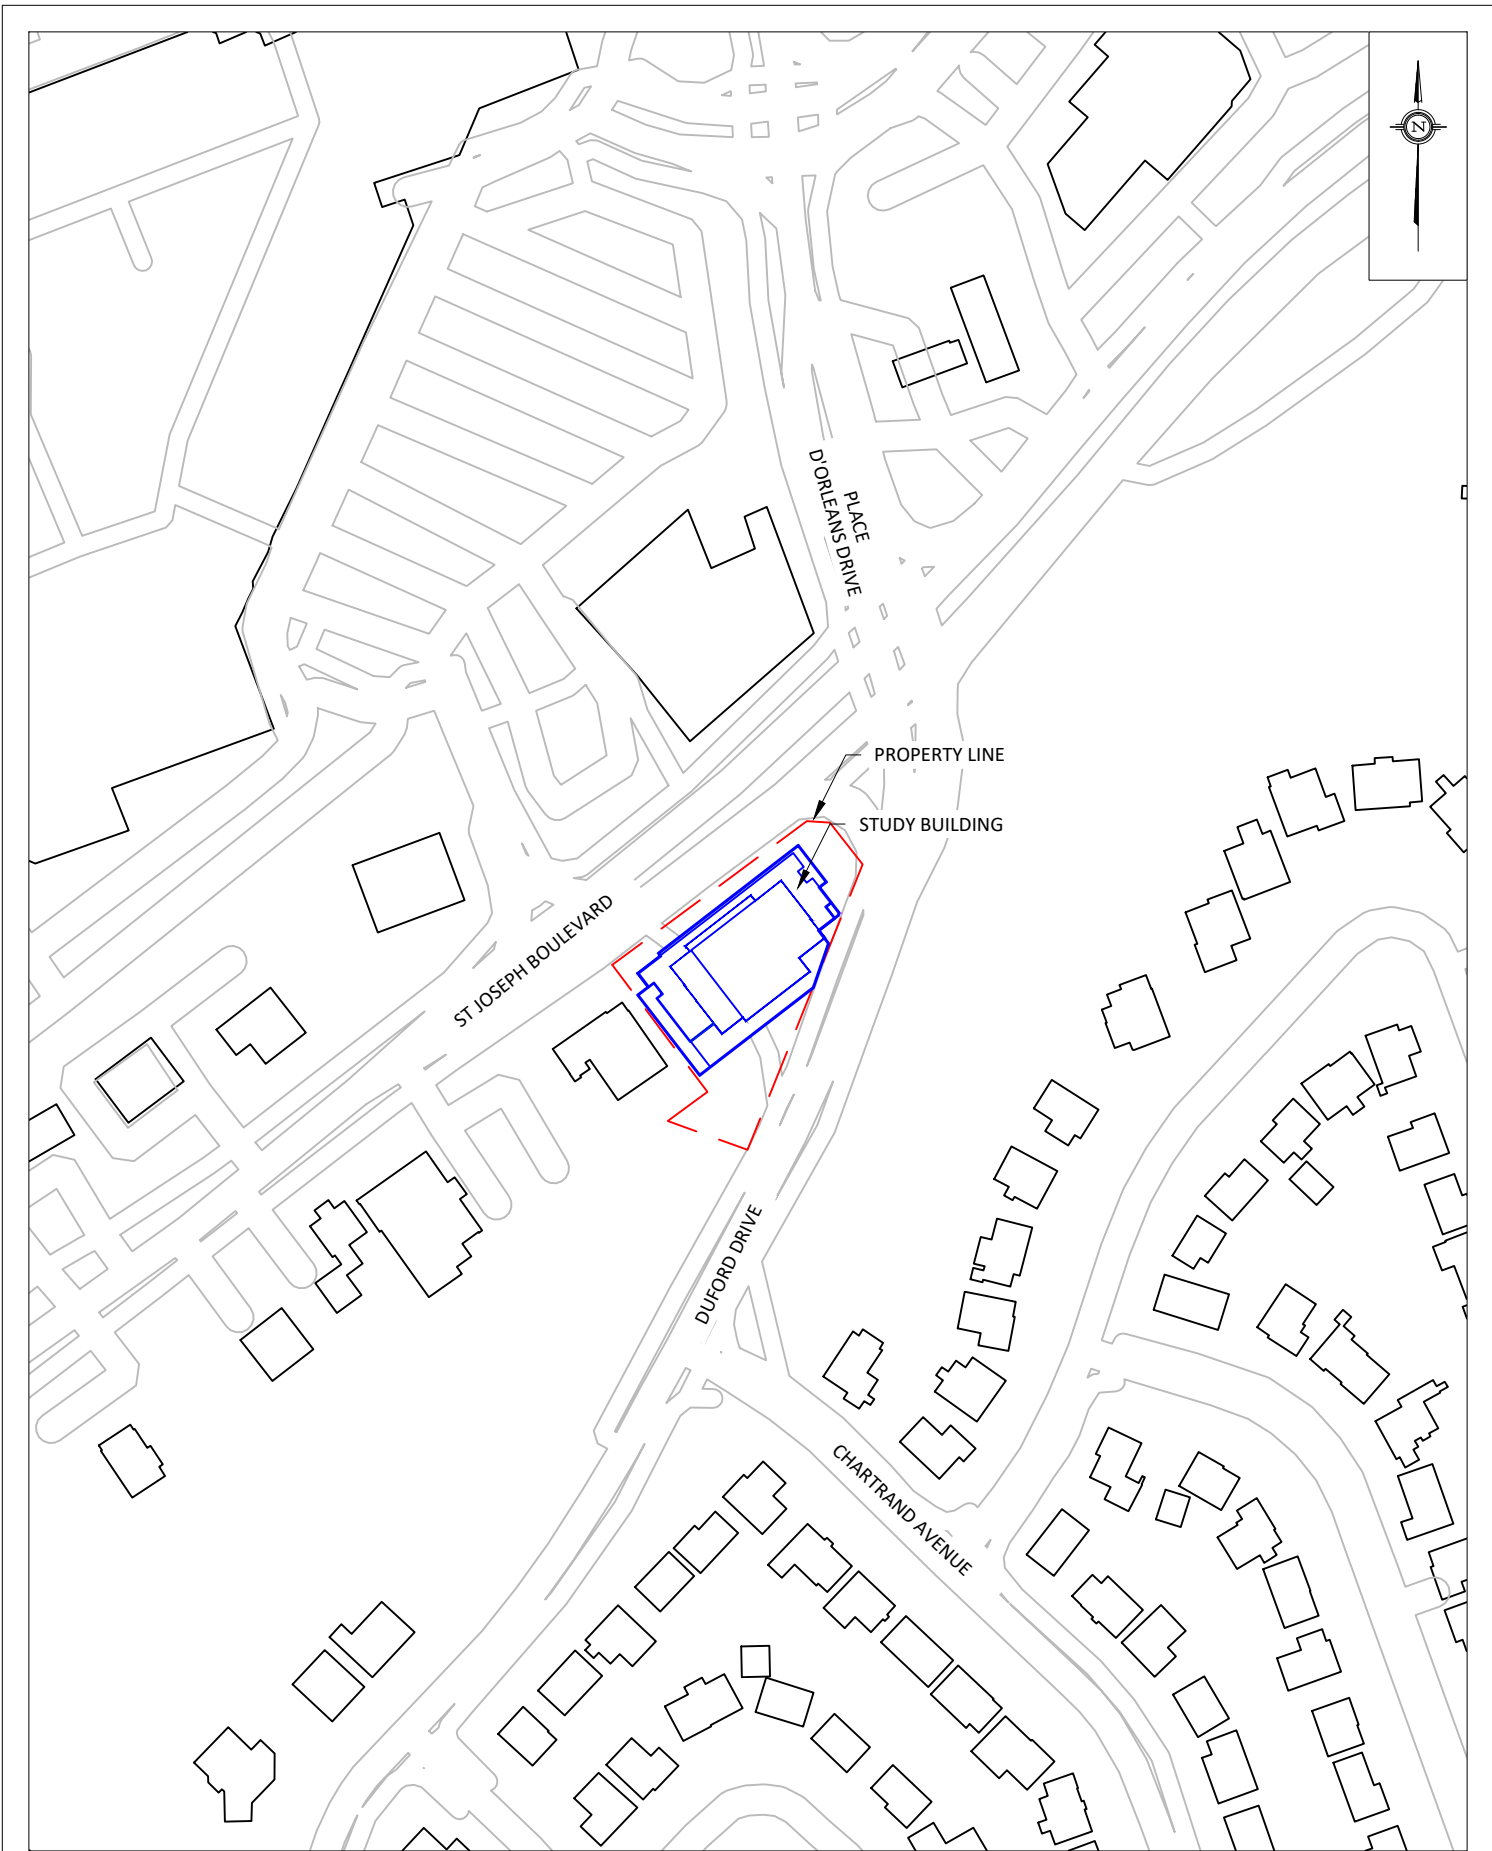 N
PLACE
D'ORLEANS DRIVE
PROPERTY LINE
STUDY BUILDING
ST JOSEPH BOULEVARD
DUFORD DRIVE
CHARTRAND AVENUE